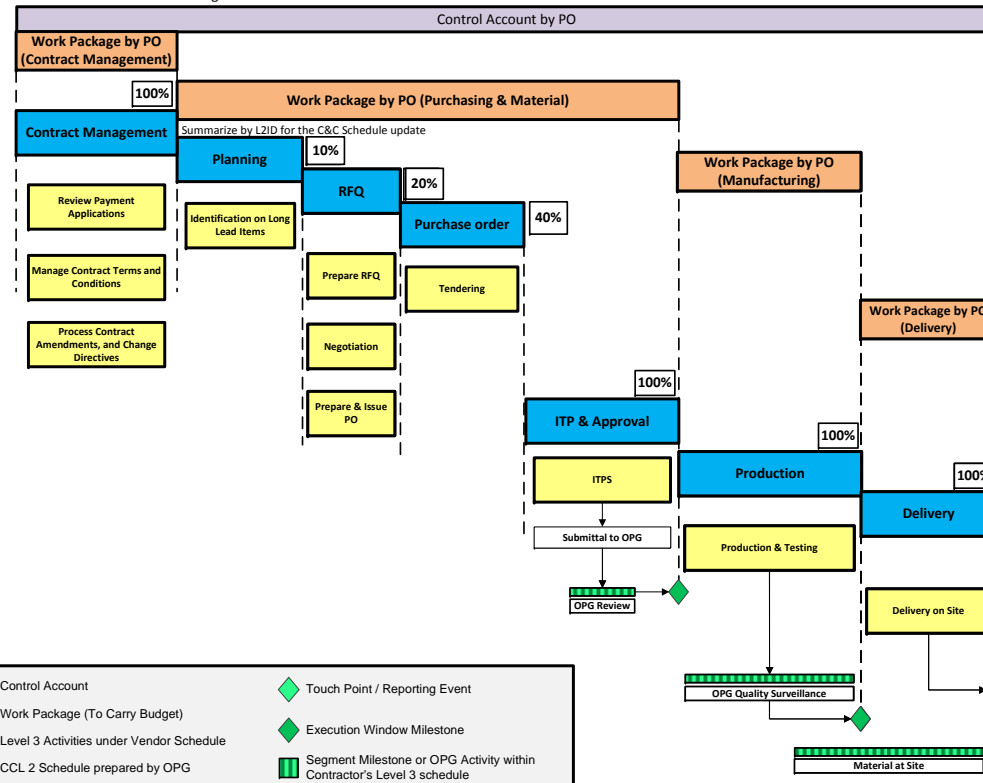 Control Account by PO
Work Package by PO
(Contract Management)
100%
Work Package by PO (Purchasing & Material)
Contract Management
Summarize by L2ID for the C&C Schedule update
Planning
10%
RFQ
20%
Purchase order
40%
Work Package by PO
(Manufacturing)
Review Payment
Applications
Identification on Long
Lead Items
Manage Contract Terms and
Conditions
Prepare RFQ
Tendering
Process Contract
Amendments, and Change
Directives
Negotiation
Prepare & Issue
PO
Work Package by PO
(Delivery)
100%
ITP & Approval
100%
Production
100%
Delivery
ITPS
Submittal to OPG
OPG Review
Production & Testing
Delivery on Site
OPG Quality Surveillance
Material at Site
Control Account
Work Package (To Carry Budget)
Level 3 Activities under Vendor Schedule
CCL 2 Schedule prepared by OPG
Touch Point / Reporting Event
Execution Window Milestone
Segment Milestone or OPG Activity within
Contractor's Level 3 schedule